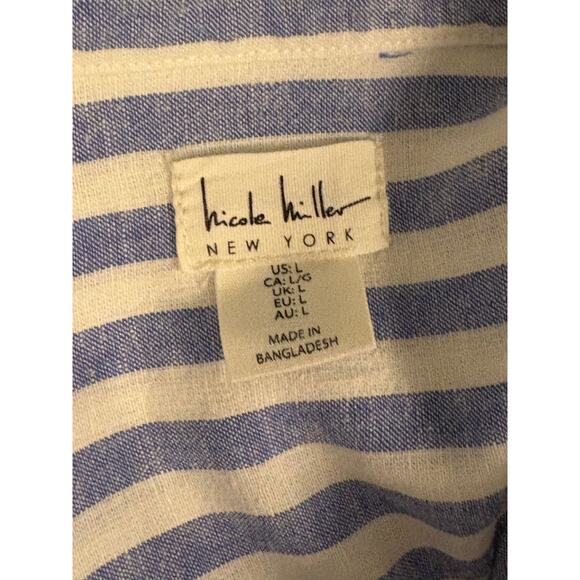 Nicole Miller
NEW YORK
US: L
CA: L/G
UK: L
EU: L
AU: L
MADE IN
BANGLADESH